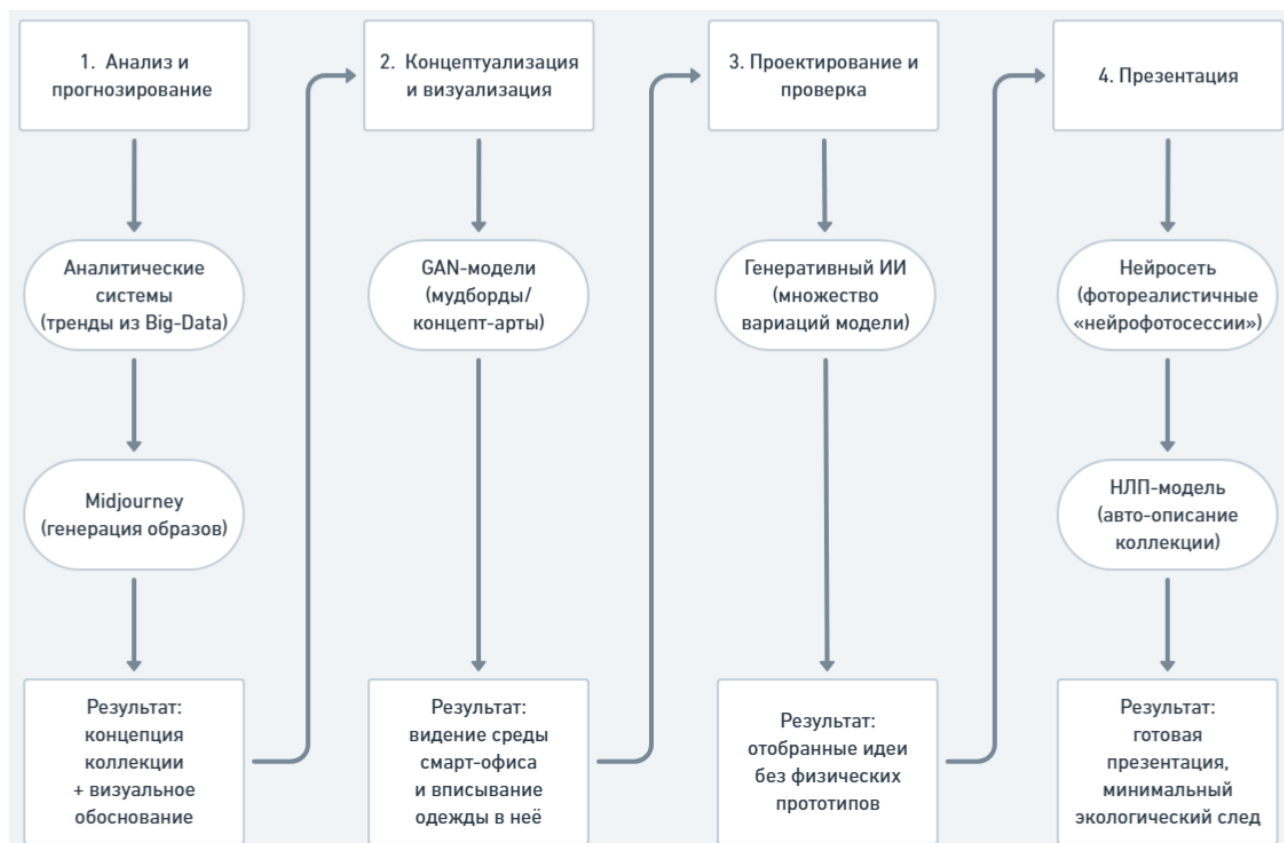 1. Анализ и
прогнозирование
Аналитические
системы
(тренды из Big-Data)
Midjourney
(генерация образов)
Результат:
концепция
коллекции
+ визуальное
обоснование
2. Концептуализация
и визуализация
GAN-модели
(мудборды/
концепт-арты)
Результат:
видение среды
смарт-офиса
и вписывание
одежды в неё
3. Проектирование и
проверка
Генеративный ИИ
(множество
вариаций модели)
Результат:
отобранные идеи
без физических
прототипов
4. Презентация
Нейросеть
(фотореалистичные
«нейрофотосессии»)
НЛП-модель
(авто-описание
коллекции)
Результат:
готовая
презентация,
минимальный
экологический след